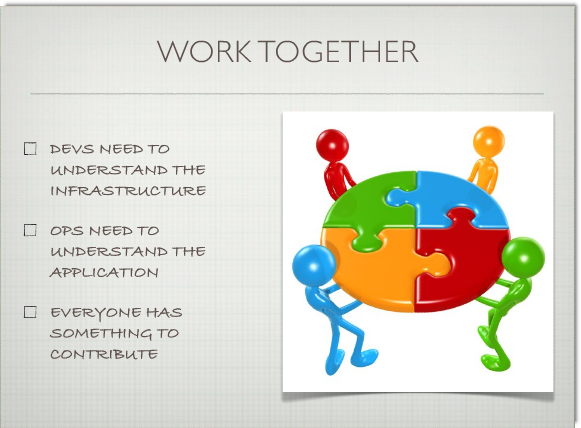 WORK TOGETHER
DEVS NEED TO
UNDERSTAND THE
INFRASTRUCTURE
OPS NEED TO
UNDERSTAND THE
APPLICATION
EVERYONE HAS
SOMETHING TO
CONTRIBUTE